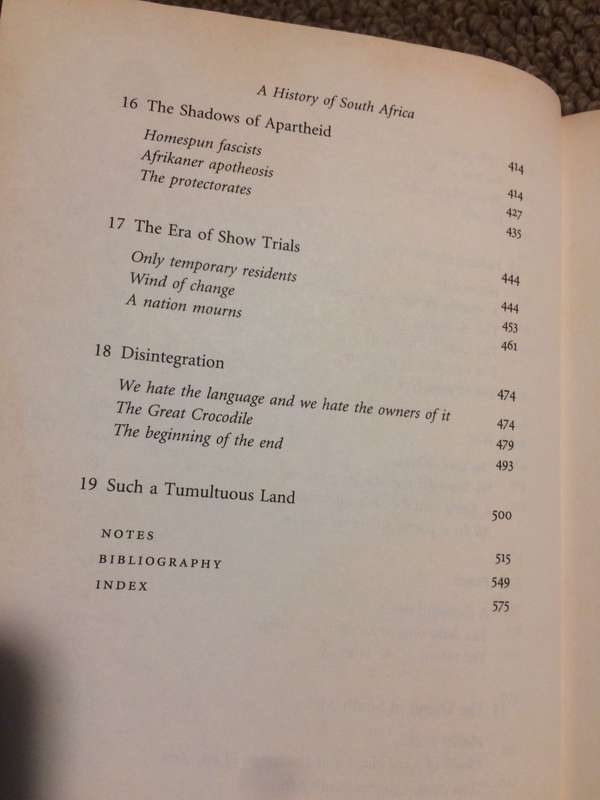 A History of South Africa
16 The Shadows of Apartheid 414
Homespun fascists 414
Afrikaner apotheosis 427
The protectorates 435
17 The Era of Show Trials 444
Only temporary residents 444
Wind of change 453
A nation mourns 461
18 Disintegration 474
We hate the language and we hate the owners of it 474
The Great Crocodile 479
The beginning of the end 493
19 Such a Tumultuous Land 500
NOTES 515
BIBLIOGRAPHY 549
INDEX 575